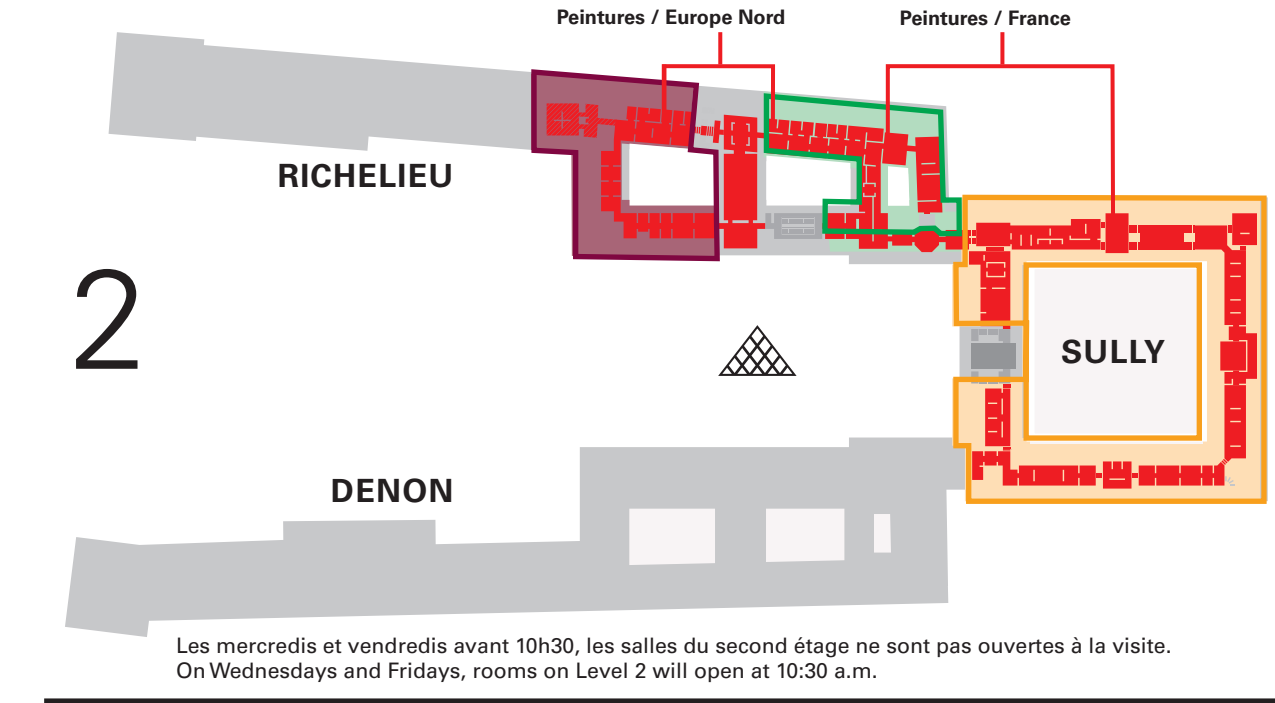 Peintures / Europe Nord
Peintures / France
RICHELIEU
2
SULLY
DENON
Les mercredis et vendredis avant 10h30, les salles du second étage ne sont pas ouvertes à la visite.
On Wednesdays and Fridays, rooms on Level 2 will open at 10:30 a.m.